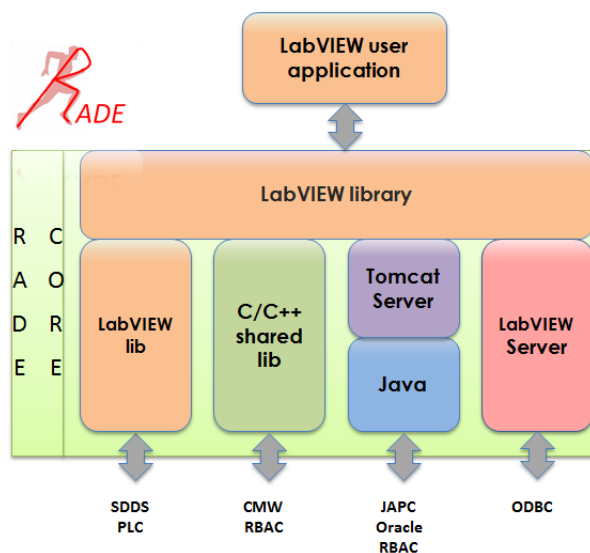 LabVIEW user
application
ADE
LabVIEW library
R C
A O
D R
E E
LabVIEW
lib
C/C++
shared
lib
Tomcat
Server
Java
LabVIEW
Server
SDDS
PLC
CMW
RBAC
JAPC
Oracle
RBAC
ODBC